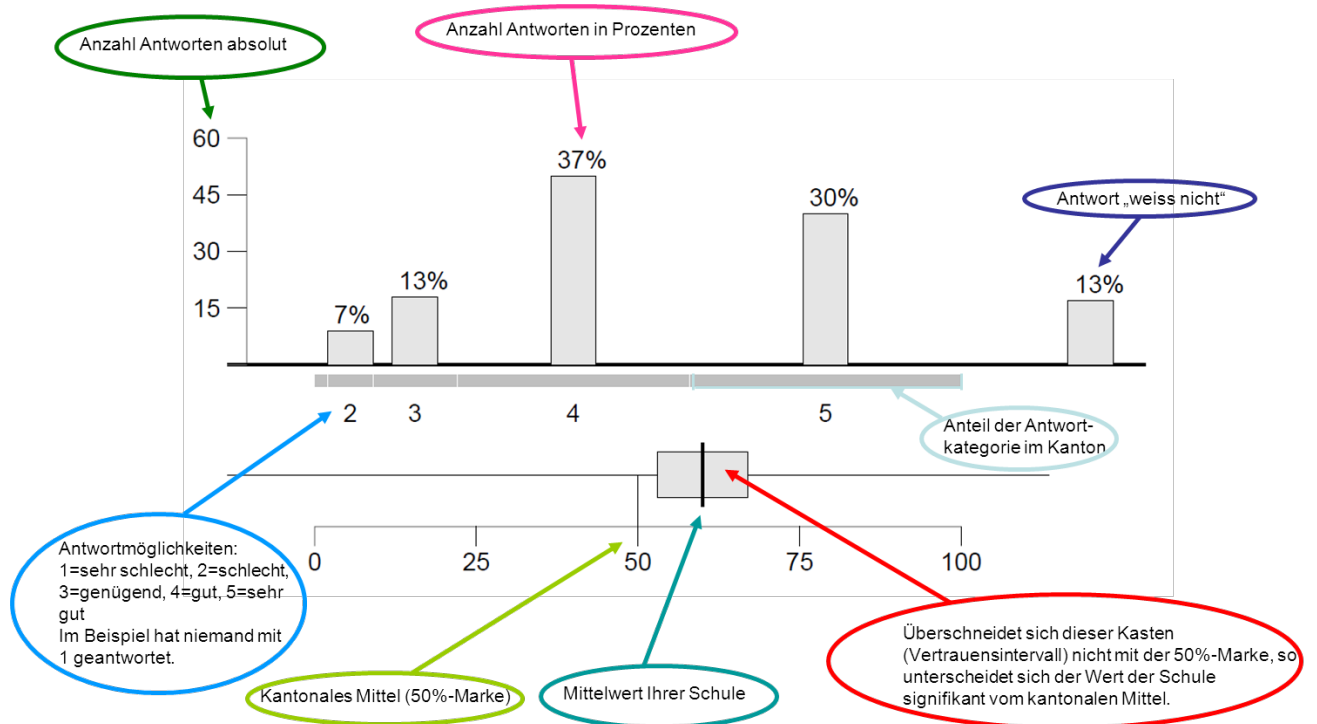 Anzahl Antworten absolut
Anzahl Antworten in Prozenten
60
45
30
15
7%
13%
37%
30%
13%
Antwort „weiss nicht“
2 3 4 5
Anteil der Antwort-
kategorie im Kanton
0 25 50 75 100
Antwortmöglichkeiten:
1=sehr schlecht, 2=schlecht,
3=genügend, 4=gut, 5=sehr
gut
Im Beispiel hat niemand mit
1 geantwortet.
Kantonales Mittel (50%-Marke)
Mittelwert Ihrer Schule
Überschneidet sich dieser Kasten
(Vertrauensintervall) nicht mit der 50%-Marke, so
unterscheidet sich der Wert der Schule
signifikant vom kantonalen Mittel.